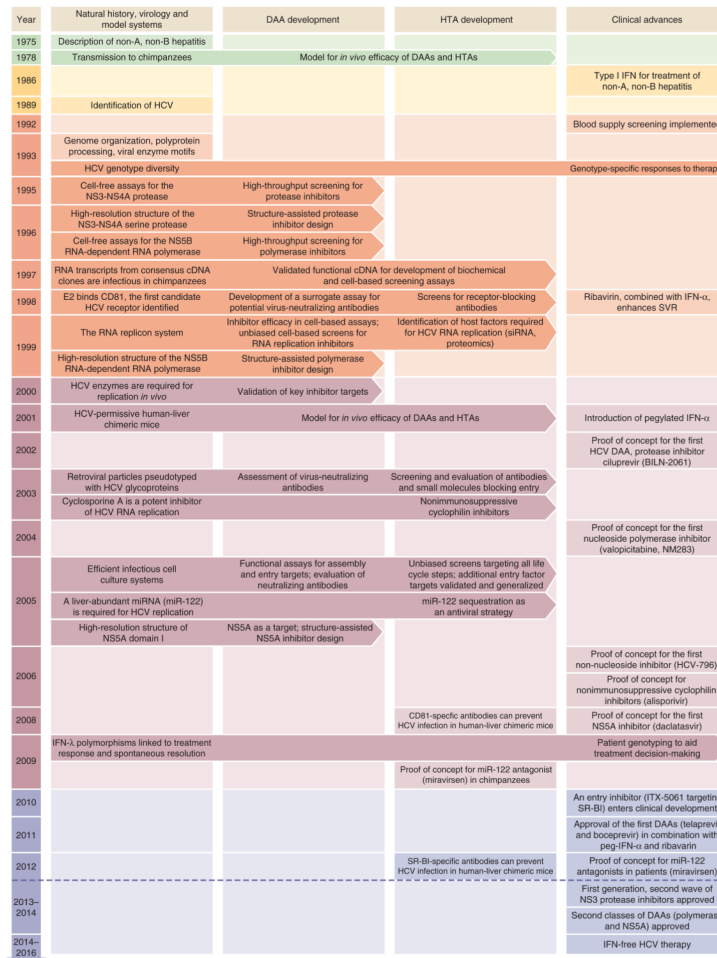 Year
Natural history, virology and
model systems
DAA development
HTA development
Clinical advances
1975
Description of non-A, non-B hepatitis
1978
Transmission to chimpanzees
Model for in vivo efficacy of DAAs and HTAs
1986
Type I IFN for treatment of
non-A, non-B hepatitis
1989
Identification of HCV
1992
Blood supply screening implemented
1993
Genome organization, polyprotein
processing, viral enzyme motifs
HCV genotype diversity
Genotype-specific responses to therap
1995
Cell-free assays for the
NS3-NS4A protease
High-throughput screening for
protease inhibitors
1996
High-resolution structure of the
NS3-NS4A serine protease
Structure-assisted protease
inhibitor design
Cell-free assays for the NS5B
RNA-dependent RNA polymerase
High-throughput screening for
polymerase inhibitors
1997
RNA transcripts from consensus cDNA
clones are infectious in chimpanzees
Validated functional cDNA for development of biochemical
and cell-based screening assays
1998
E2 binds CD81, the first candidate
HCV receptor identified
Development of a surrogate assay for
potential virus-neutralizing antibodies
Screens for receptor-blocking
antibodies
Ribavirin, combined with IFN-α,
enhances SVR
1999
The RNA replicon system
Inhibitor efficacy in cell-based assays;
unbiased cell-based screens for
RNA replication inhibitors
Identification of host factors required
for HCV RNA replication (siRNA,
proteomics)
High-resolution structure of the NS5B
RNA-dependent RNA polymerase
Structure-assisted polymerase
inhibitor design
2000
HCV enzymes are required for
replication in vivo
Validation of key inhibitor targets
2001
HCV-permissive human-liver
chimeric mice
Model for in vivo efficacy of DAAs and HTAs
Introduction of pegylated IFN-α
2002
Proof of concept for the first
HCV DAA, protease inhibitor
ciluprevir (BILN-2061)
2003
Retroviral particles pseudotyped
with HCV glycoproteins
Assessment of virus-neutralizing
antibodies
Screening and evaluation of antibodies
and small molecules blocking entry
Cyclosporine A is a potent inhibitor
of HCV RNA replication
Nonimmunosuppressive
cyclophilin inhibitors
2004
Proof of concept for the first
nucleoside polymerase inhibitor
(valopicitabine, NM283)
2005
Efficient infectious cell
culture systems
Functional assays for assembly
and entry targets; evaluation of
neutralizing antibodies
Unbiased screens targeting all life
cycle steps; additional entry factor
targets validated and generalized
A liver-abundant miRNA (miR-122)
is required for HCV replication
miR-122 sequestration as
an antiviral strategy
High-resolution structure of
NS5A domain I
NS5A as a target; structure-assisted
NS5A inhibitor design
2006
Proof of concept for the first
non-nucleoside inhibitor (HCV-796)
Proof of concept for
nonimmunosuppressive cyclophilin
inhibitors (alisporivir)
2008
CD81-specfic antibodies can prevent
HCV infection in human-liver chimeric mice
Proof of concept for the first
NS5A inhibitor (daclatasvir)
2009
IFN-λ polymorphisms linked to treatment
response and spontaneous resolution
Patient genotyping to aid
treatment decision-making
Proof of concept for miR-122 antagonist
(miravirsen) in chimpanzees
2010
An entry inhibitor (ITX-5061 targetin
SR-BI) enters clinical development
2011
Approval of the first DAAs (telaprevi
and boceprevir) in combination with
peg-IFN-α and ribavarin
2012
SR-BI-specific antibodies can prevent
HCV infection in human-liver chimeric mice
Proof of concept for miR-122
antagonists in patients (miravirsen)
2013–
2014
First generation, second wave of
NS3 protease inhibitors approved
Second classes of DAAs (polymeras
and NS5A) approved
2014–
2016
IFN-free HCV therapy